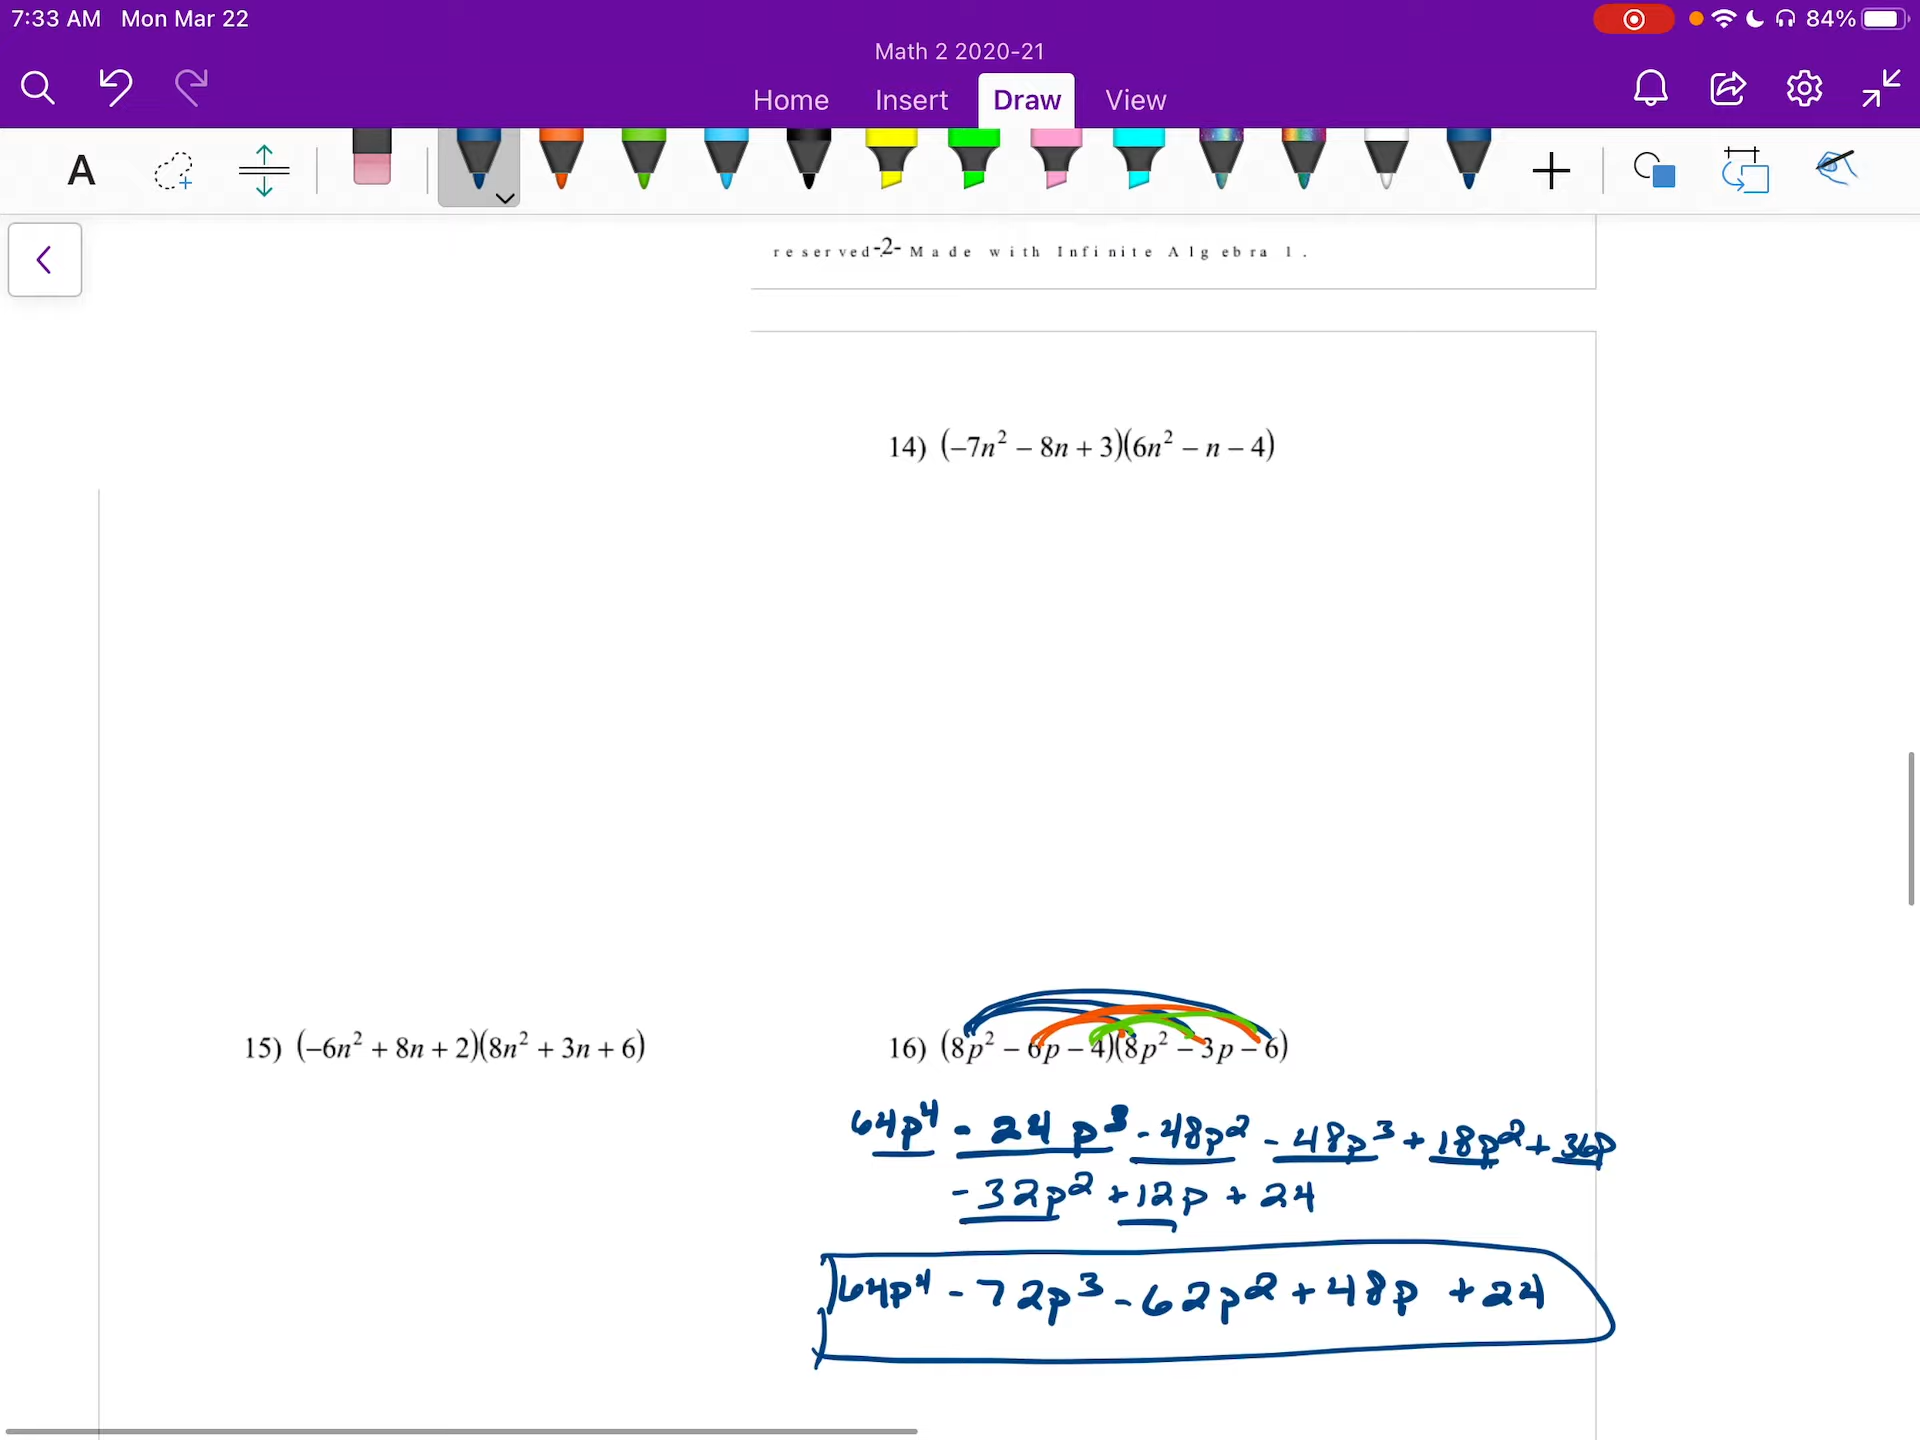 7:33 AM Mon Mar 22
84%
Math 2 2020-21
Home Insert Draw View
A
reserved.-2- Made with Infinite Algebra 1.
14) (−7n² − 8n + 3)(6n² − n − 4)
15) (−6n² + 8n + 2)(8n² + 3n + 6)
16) (8p² − 6p − 4)(8p² − 3p − 6)
64p⁴ - 24p³ - 48p² - 48p³ + 18p² + 36p
- 32p² + 12p + 24
64p⁴ - 72p³ - 62p² + 48p + 24